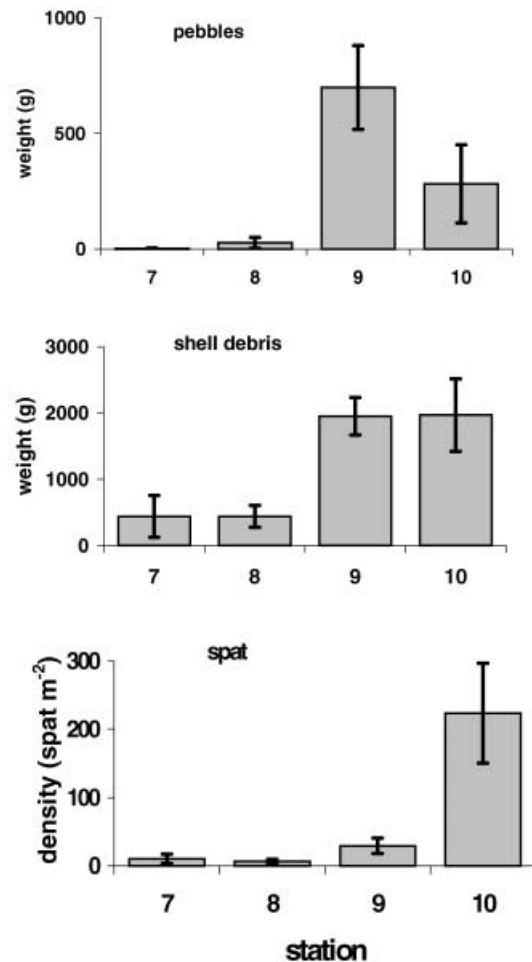 pebbles
weight (g)
1000
500
0
7 8 9 10
shell debris
weight (g)
3000
2000
1000
0
7 8 9 10
spat
density (spat m⁻²)
300
200
100
0
7 8 9 10
station